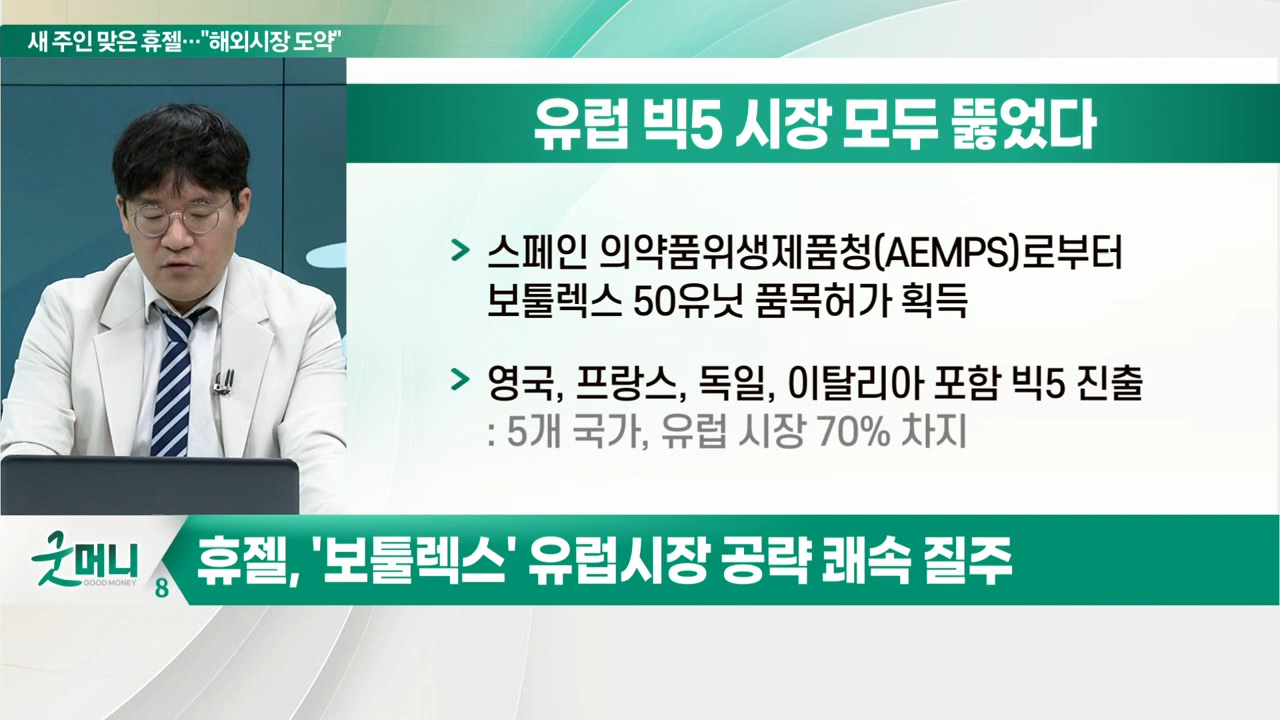 새 주인 맞은 휴젤…"해외시장 도약"
유럽 빅5 시장 모두 뚫었다
> 스페인 의약품위생제품청(AEMPS)로부터
보툴렉스 50유닛 품목허가 획득
> 영국, 프랑스, 독일, 이탈리아 포함 빅5 진출
: 5개 국가, 유럽 시장 70% 차지
굿머니
GOOD MONEY
8
휴젤, '보툴렉스' 유럽시장 공략 쾌속 질주